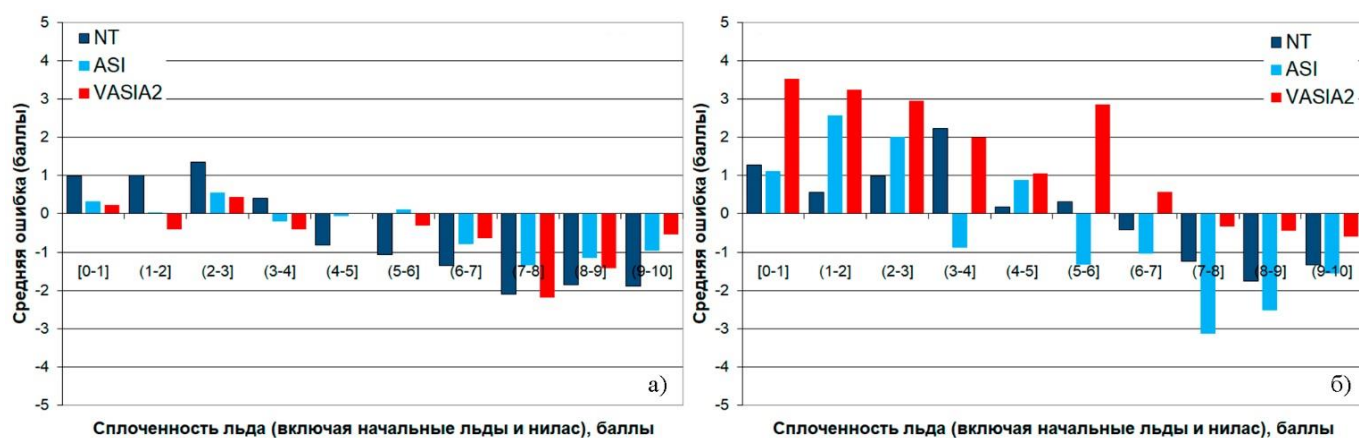 Средняя ошибка (баллы)
5
4
3
2
1
0
-1
-2
-3
-4
-5
NT
ASI
VASIA2
[0-1] (1-2] (2-3] (3-4] (4-5] (5-6] (6-7] (7-8] (8-9] (9-10]
а)
Сплоченность льда (включая начальные льды и нилас), баллы
Средняя ошибка (баллы)
5
4
3
2
1
0
-1
-2
-3
-4
-5
NT
ASI
VASIA2
[0-1] (1-2] (2-3] (3-4] (4-5] (5-6] (6-7] (7-8] (8-9] (9-10]
б)
Сплоченность льда (включая начальные льды и нилас), баллы